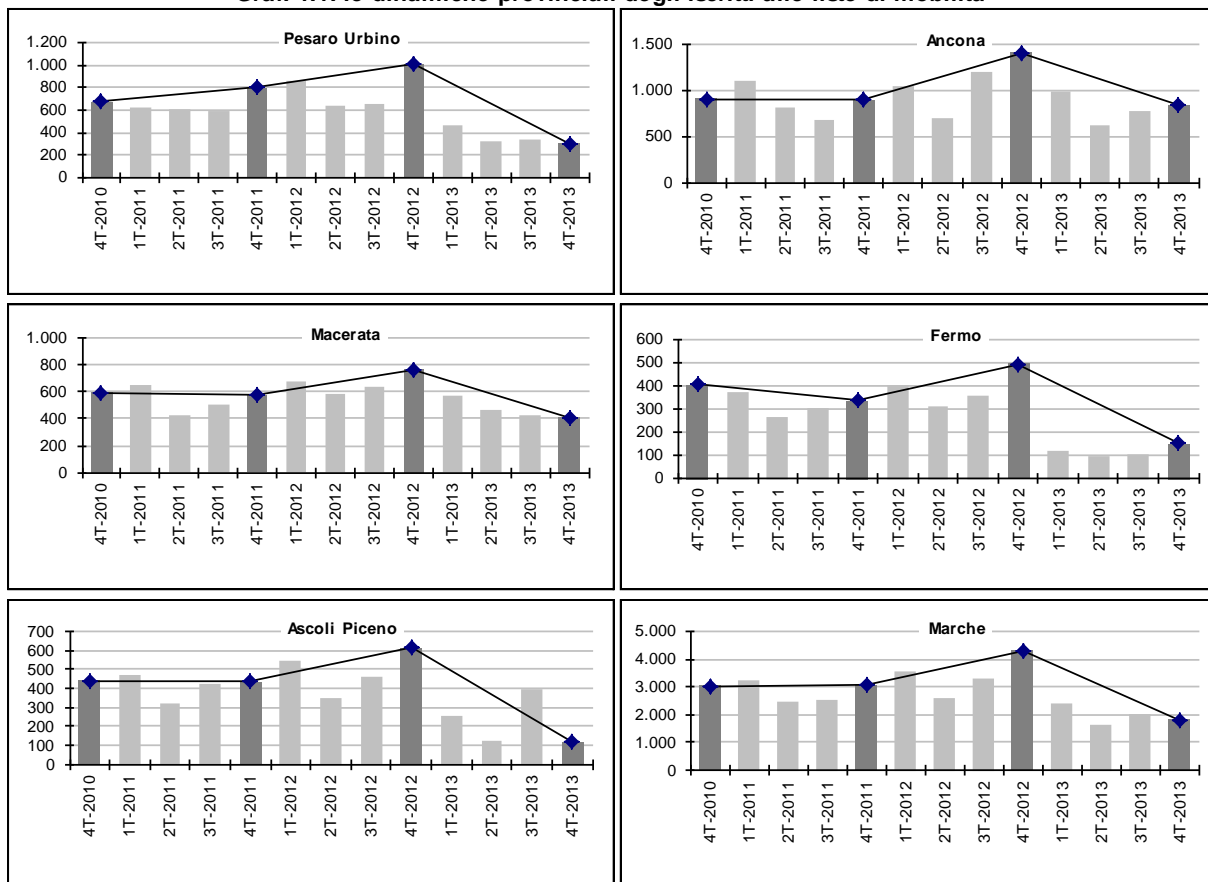 le dinamiche provinciali degli iscritti alle liste di mobilità
Pesaro Urbino
1.200
1.000
800
600
400
200
0
4T-2010
1T-2011
2T-2011
3T-2011
4T-2011
1T-2012
2T-2012
3T-2012
4T-2012
1T-2013
2T-2013
3T-2013
4T-2013
Ancona
1.500
1.000
500
0
4T-2010
1T-2011
2T-2011
3T-2011
4T-2011
1T-2012
2T-2012
3T-2012
4T-2012
1T-2013
2T-2013
3T-2013
4T-2013
Macerata
1.000
800
600
400
200
0
4T-2010
1T-2011
2T-2011
3T-2011
4T-2011
1T-2012
2T-2012
3T-2012
4T-2012
1T-2013
2T-2013
3T-2013
4T-2013
Fermo
600
500
400
300
200
100
0
4T-2010
1T-2011
2T-2011
3T-2011
4T-2011
1T-2012
2T-2012
3T-2012
4T-2012
1T-2013
2T-2013
3T-2013
4T-2013
Ascoli Piceno
700
600
500
400
300
200
100
0
4T-2010
1T-2011
2T-2011
3T-2011
4T-2011
1T-2012
2T-2012
3T-2012
4T-2012
1T-2013
2T-2013
3T-2013
4T-2013
Marche
5.000
4.000
3.000
2.000
1.000
0
4T-2010
1T-2011
2T-2011
3T-2011
4T-2011
1T-2012
2T-2012
3T-2012
4T-2012
1T-2013
2T-2013
3T-2013
4T-2013